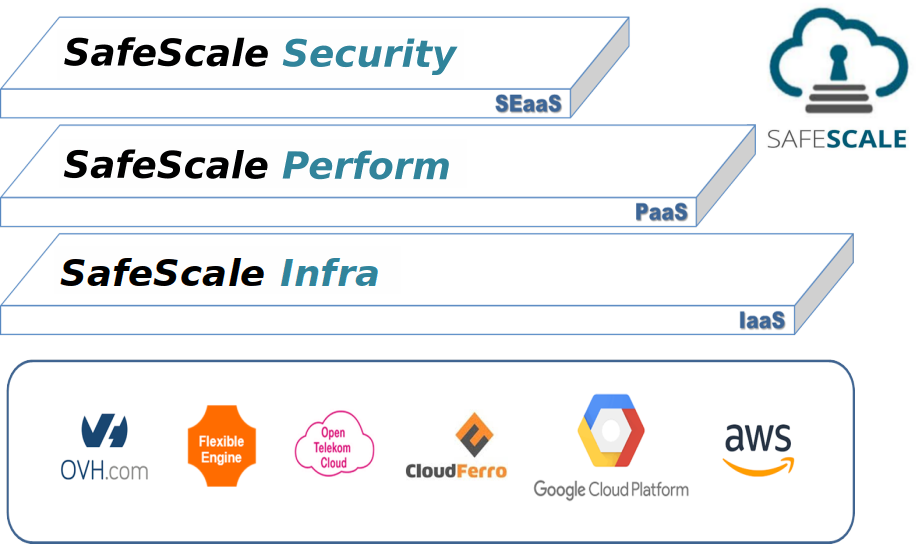 SafeScale Security
SEaaS
SAFESCALE
SafeScale Perform
PaaS
SafeScale Infra
IaaS
OVH.com
Flexible
Engine
Open
Telekom
Cloud
CloudFerro
Google Cloud Platform
aws